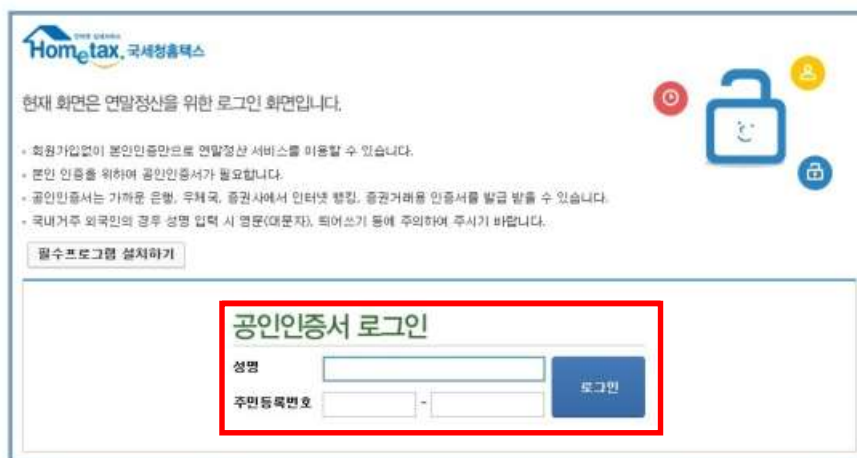 Hometax. 국세청홈택스
현재 화면은 연말정산을 위한 로그인 화면입니다.
회원가입없이 본인인증만으로 연말정산 서비스를 이용할 수 있습니다.
본인 인증을 위하여 공인인증서가 필요합니다.
공인인증서는 가까운 은행, 우체국, 증권사에서 인터넷 뱅킹, 증권거래용 인증서를 발급 받을 수 있습니다.
국내거주 외국인의 경우 성명 입력 시 영문(대문자), 띄어쓰기 등에 주의하여 주시기 바랍니다.
필수프로그램 설치하기
공인인증서 로그인
성명
로그인
주민등록번호 -